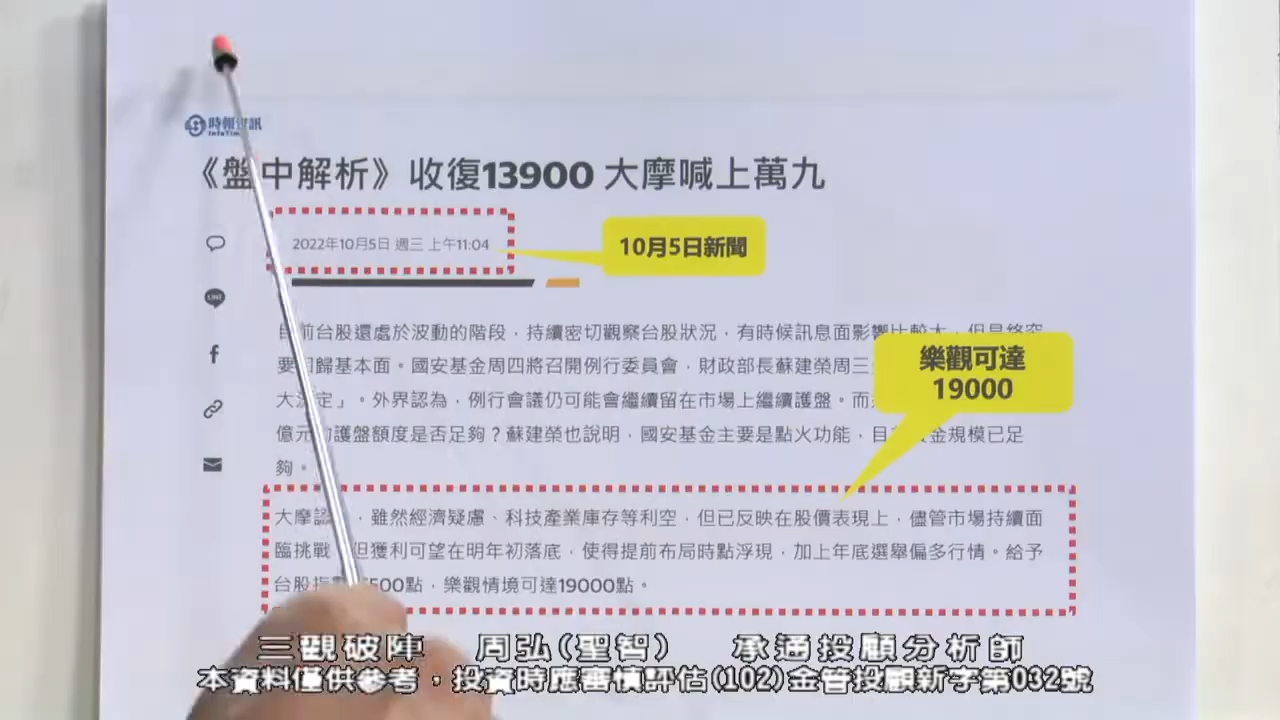 時報資訊
InfoTim
《盤中解析》收復13900 大摩喊上萬九
2022年10月5日 週三 上午11:04
10月5日新聞
LINE
目前台股還處於波動的階段，持續密切觀察台股狀況，有時候訊息面影響比較大，但是終究
要回歸基本面。國安基金周四將召開例行委員會，財政部長蘇建榮周三
大決定」。外界認為，例行會議仍可能會繼續留在市場上繼續護盤。而
億元的護盤額度是否足夠？蘇建榮也說明，國安基金主要是點火功能，目前資金規模已足
夠。
樂觀可達
19000
大摩認，雖然經濟疑慮、科技產業庫存等利空，但已反映在股價表現上，儘管市場持續面
臨挑戰，但獲利可望在明年初落底，使得提前布局時點浮現，加上年底選舉偏多行情。給予
台股指500點，樂觀情境可達19000點。
三觀破陣 周弘(聖智) 承通投顧分析師
本資料僅供參考，投資時應審慎評估(102)金管投顧新字第032號